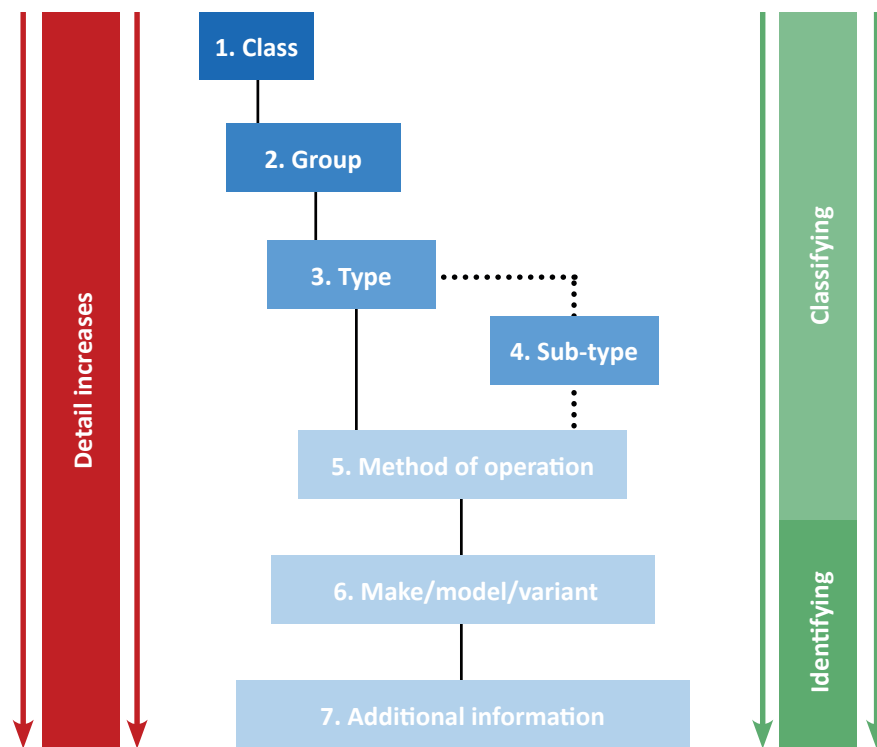 1. Class
2. Group
3. Type
4. Sub-type
5. Method of operation
6. Make/model/variant
7. Additional information
Detail increases
Classifying
Identifying